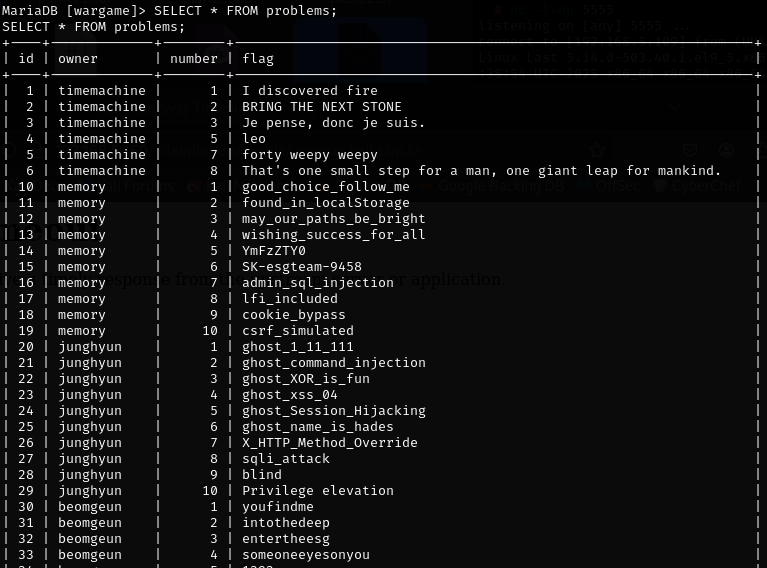 MariaDB [wargame]> SELECT * FROM problems;
SELECT * FROM problems;
| id | owner | number | flag |
| 1 | timemachine | 1 | I discovered fire |
| 2 | timemachine | 2 | BRING THE NEXT STONE |
| 3 | timemachine | 3 | Je pense, donc je suis. |
| 4 | timemachine | 5 | leo |
| 5 | timemachine | 7 | forty weepy weepy |
| 6 | timemachine | 8 | That's one small step for a man, one giant leap for mankind. |
| 10 | memory | 1 | good_choice_follow_me |
| 11 | memory | 2 | found_in_localStorage |
| 12 | memory | 3 | may_our_paths_be_bright |
| 13 | memory | 4 | wishing_success_for_all |
| 14 | memory | 5 | YmFzZTY0 |
| 15 | memory | 6 | SK-esgteam-9458 |
| 16 | memory | 7 | admin_sql_injection |
| 17 | memory | 8 | lfi_included |
| 18 | memory | 9 | cookie_bypass |
| 19 | memory | 10 | csrf_simulated |
| 20 | junghyun | 1 | ghost_1_11_111 |
| 21 | junghyun | 2 | ghost_command_injection |
| 22 | junghyun | 3 | ghost_XOR_is_fun |
| 23 | junghyun | 4 | ghost_xss_04 |
| 24 | junghyun | 5 | ghost_Session_Hijacking |
| 25 | junghyun | 6 | ghost_name_is_hades |
| 26 | junghyun | 7 | X_HTTP_Method_Override |
| 27 | junghyun | 8 | sqli_attack |
| 28 | junghyun | 9 | blind |
| 29 | junghyun | 10 | Privilege elevation |
| 30 | beomgeun | 1 | youfindme |
| 31 | beomgeun | 2 | intothedeep |
| 32 | beomgeun | 3 | entertheesg |
| 33 | beomgeun | 4 | someoneeyesonyou |